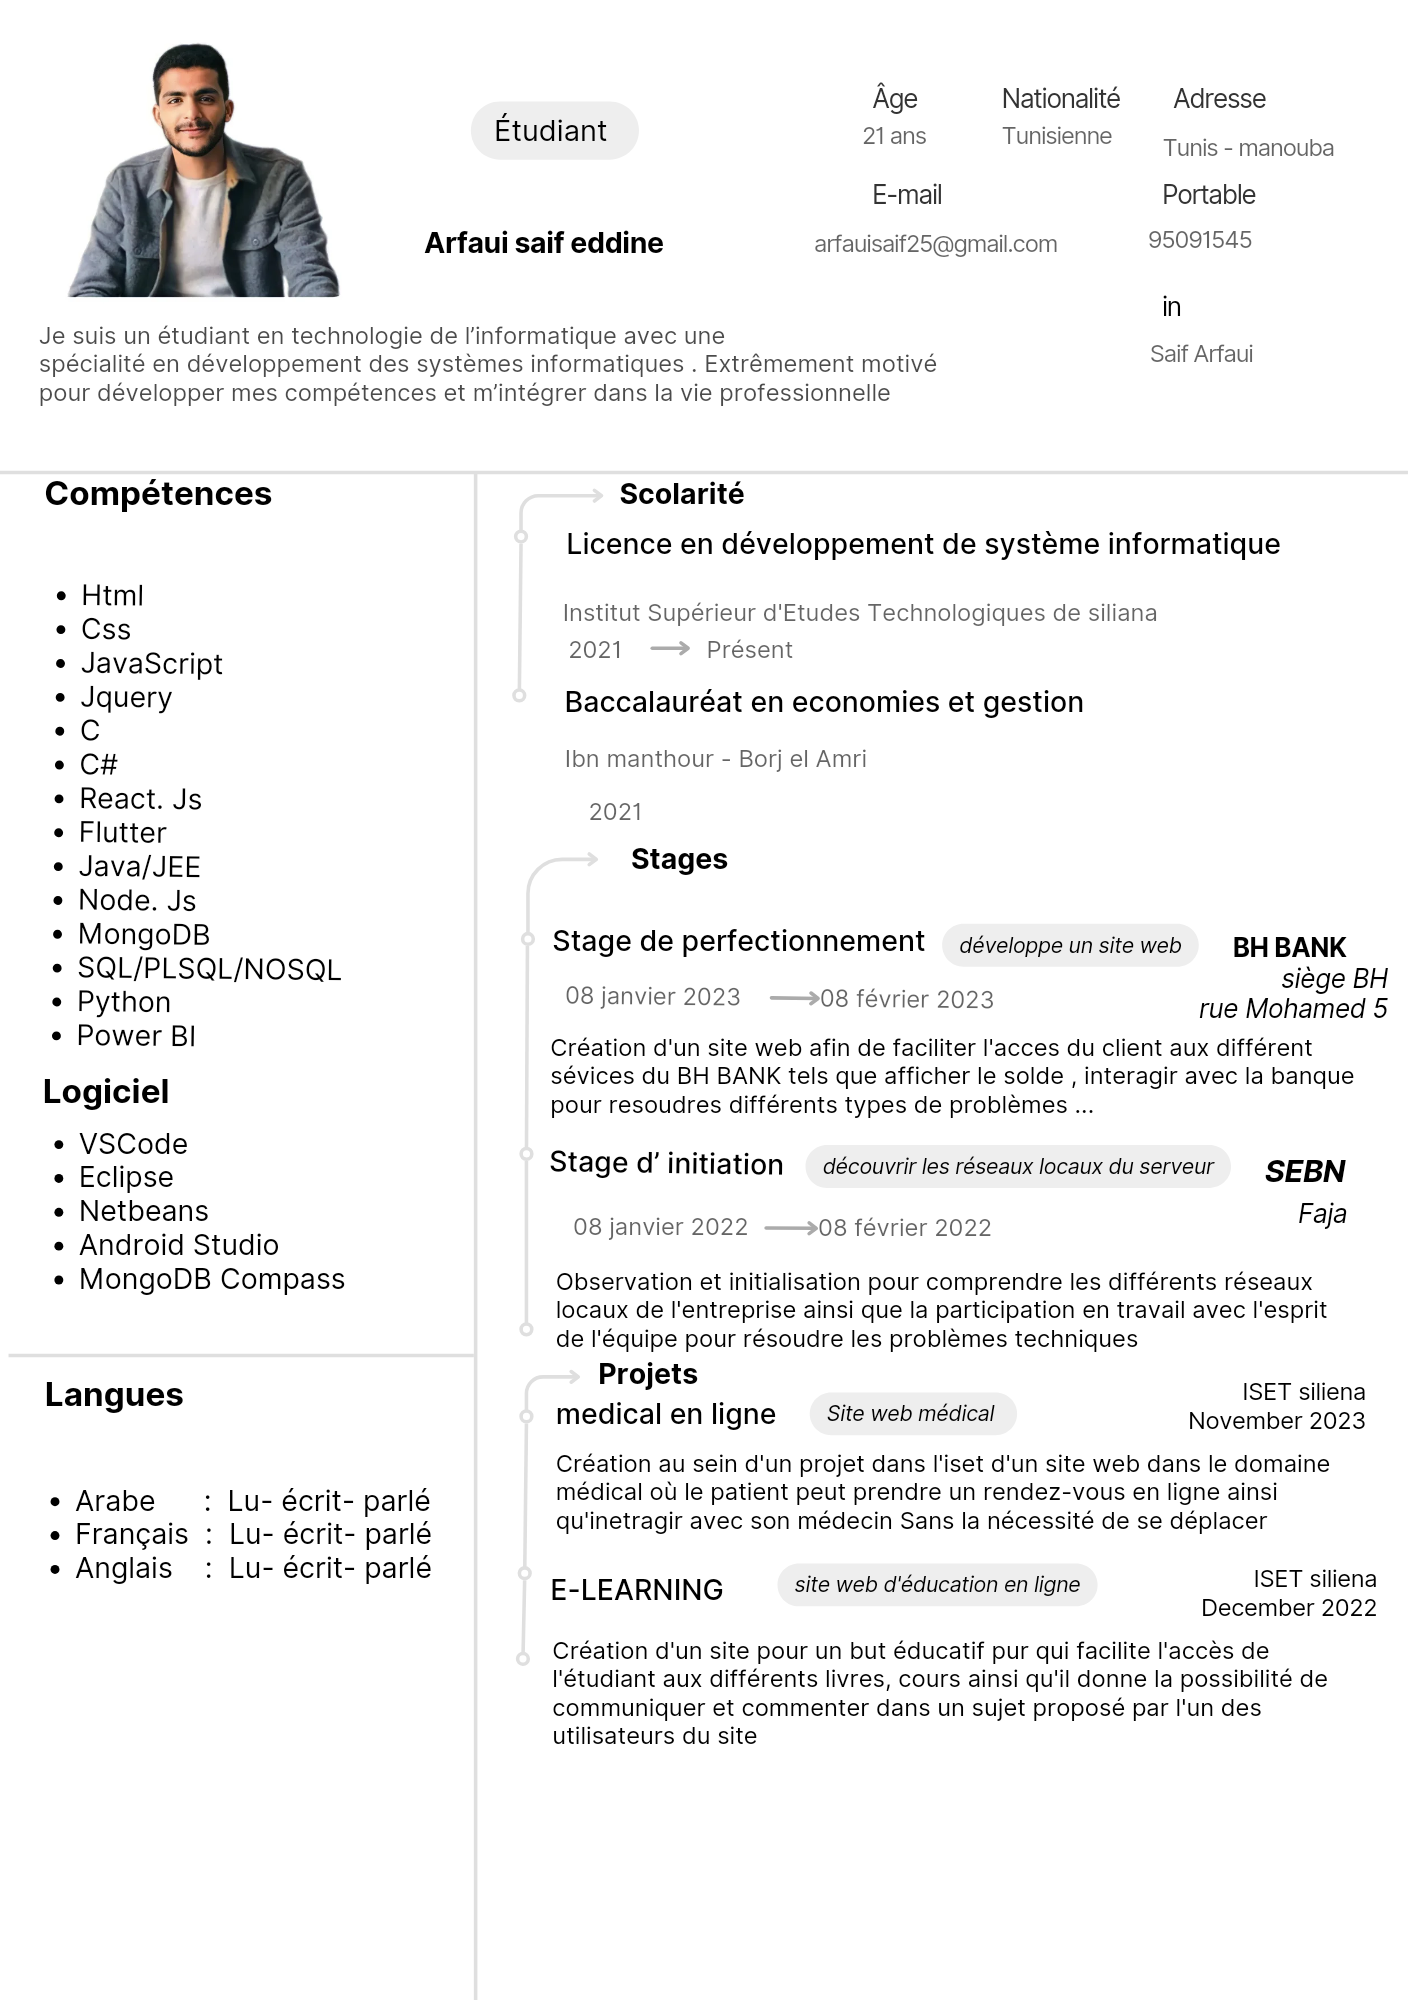 Étudiant
Arfaui saif eddine
Âge
21 ans
Nationalité
Tunisienne
Adresse
Tunis - manouba
E-mail
arfauisaif25@gmail.com
Portable
95091545
in
Saif Arfaui
Je suis un étudiant en technologie de l’informatique avec une
spécialité en développement des systèmes informatiques . Extrêmement motivé
pour développer mes compétences et m’intégrer dans la vie professionnelle
Compétences
• Html
• Css
• JavaScript
• Jquery
• C
• C#
• React. Js
• Flutter
• Java/JEE
• Node. Js
• MongoDB
• SQL/PLSQL/NOSQL
• Python
• Power BI
Logiciel
• VSCode
• Eclipse
• Netbeans
• Android Studio
• MongoDB Compass
Langues
• Arabe : Lu- écrit- parlé
• Français : Lu- écrit- parlé
• Anglais : Lu- écrit- parlé
Scolarité
Licence en développement de système informatique
Institut Supérieur d'Etudes Technologiques de siliana
2021 → Présent
Baccalauréat en economies et gestion
Ibn manthour - Borj el Amri
2021
Stages
Stage de perfectionnement développe un site web BH BANK
siège BH
rue Mohamed 5
08 janvier 2023 → 08 février 2023
Création d'un site web afin de faciliter l'acces du client aux différent
sévices du BH BANK tels que afficher le solde , interagir avec la banque
pour resoudres différents types de problèmes ...
Stage d’ initiation découvrir les réseaux locaux du serveur SEBN
Faja
08 janvier 2022 → 08 février 2022
Observation et initialisation pour comprendre les différents réseaux
locaux de l'entreprise ainsi que la participation en travail avec l'esprit
de l'équipe pour résoudre les problèmes techniques
Projets
medical en ligne Site web médical
ISET siliena
November 2023
Création au sein d'un projet dans l'iset d'un site web dans le domaine
médical où le patient peut prendre un rendez-vous en ligne ainsi
qu'inetragir avec son médecin Sans la nécessité de se déplacer
E-LEARNING site web d'éducation en ligne
ISET siliena
December 2022
Création d'un site pour un but éducatif pur qui facilite l'accès de
l'étudiant aux différents livres, cours ainsi qu'il donne la possibilité de
communiquer et commenter dans un sujet proposé par l'un des
utilisateurs du site